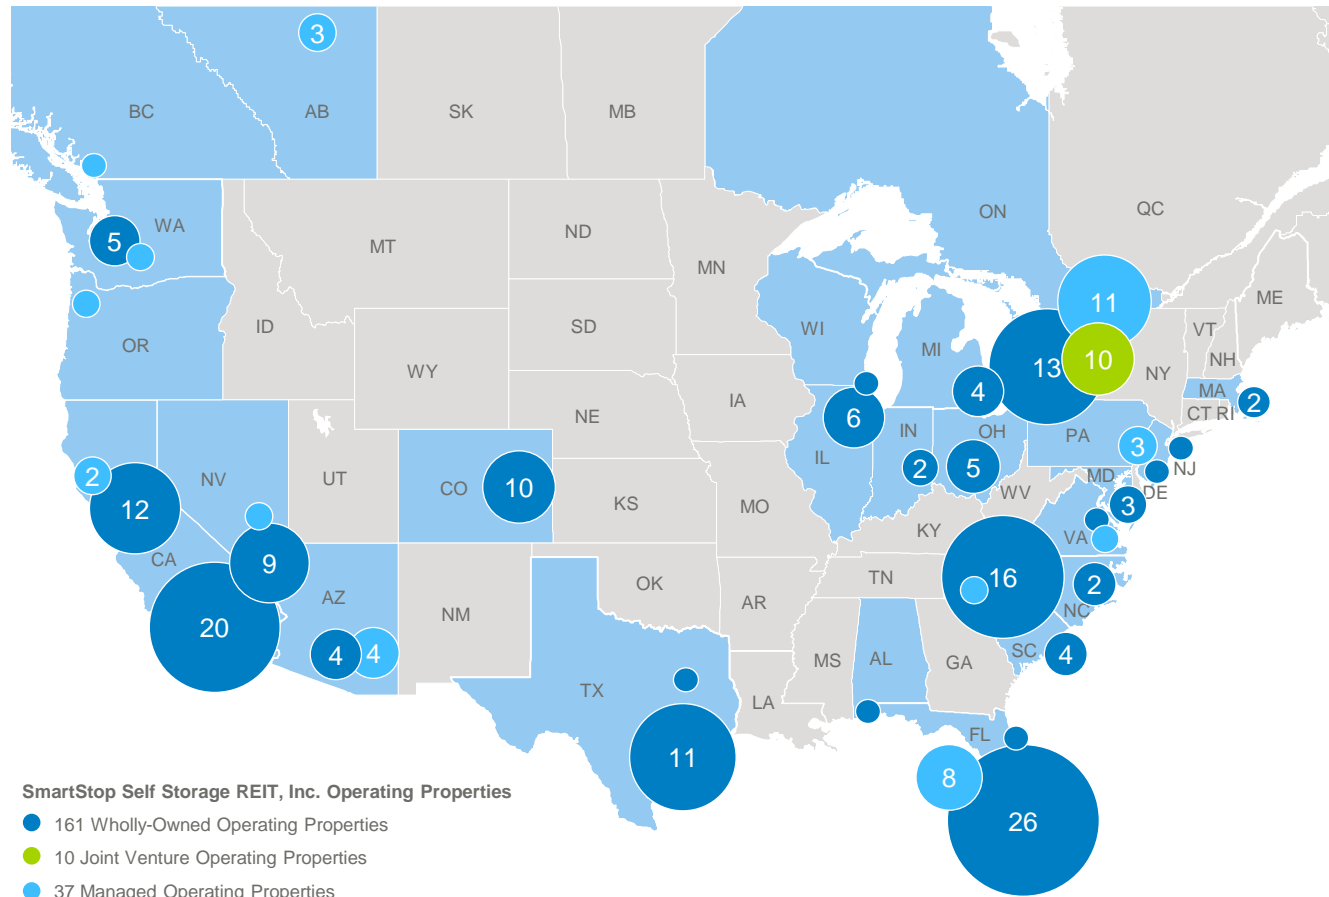 3
BC
AB
SK
MB
ON
QC
WA
5
MT
ND
MN
ME
OR
ID
SD
WI
MI
11
VT
NH
WY
NY
10
13
MA
IA
4
6
2
CT RI
NE
IN
OH
PA
3
NJ
2
NV
UT
CO
10
IL
2
5
MD
DE
12
KS
MO
WV
3
CA
9
KY
VA
20
AZ
NM
OK
AR
TN
16
2
NC
4
4
MS
AL
GA
SC
4
TX
LA
FL
11
8
26
SmartStop Self Storage REIT, Inc. Operating Properties
161 Wholly-Owned Operating Properties
10 Joint Venture Operating Properties
37 Managed Operating Properties